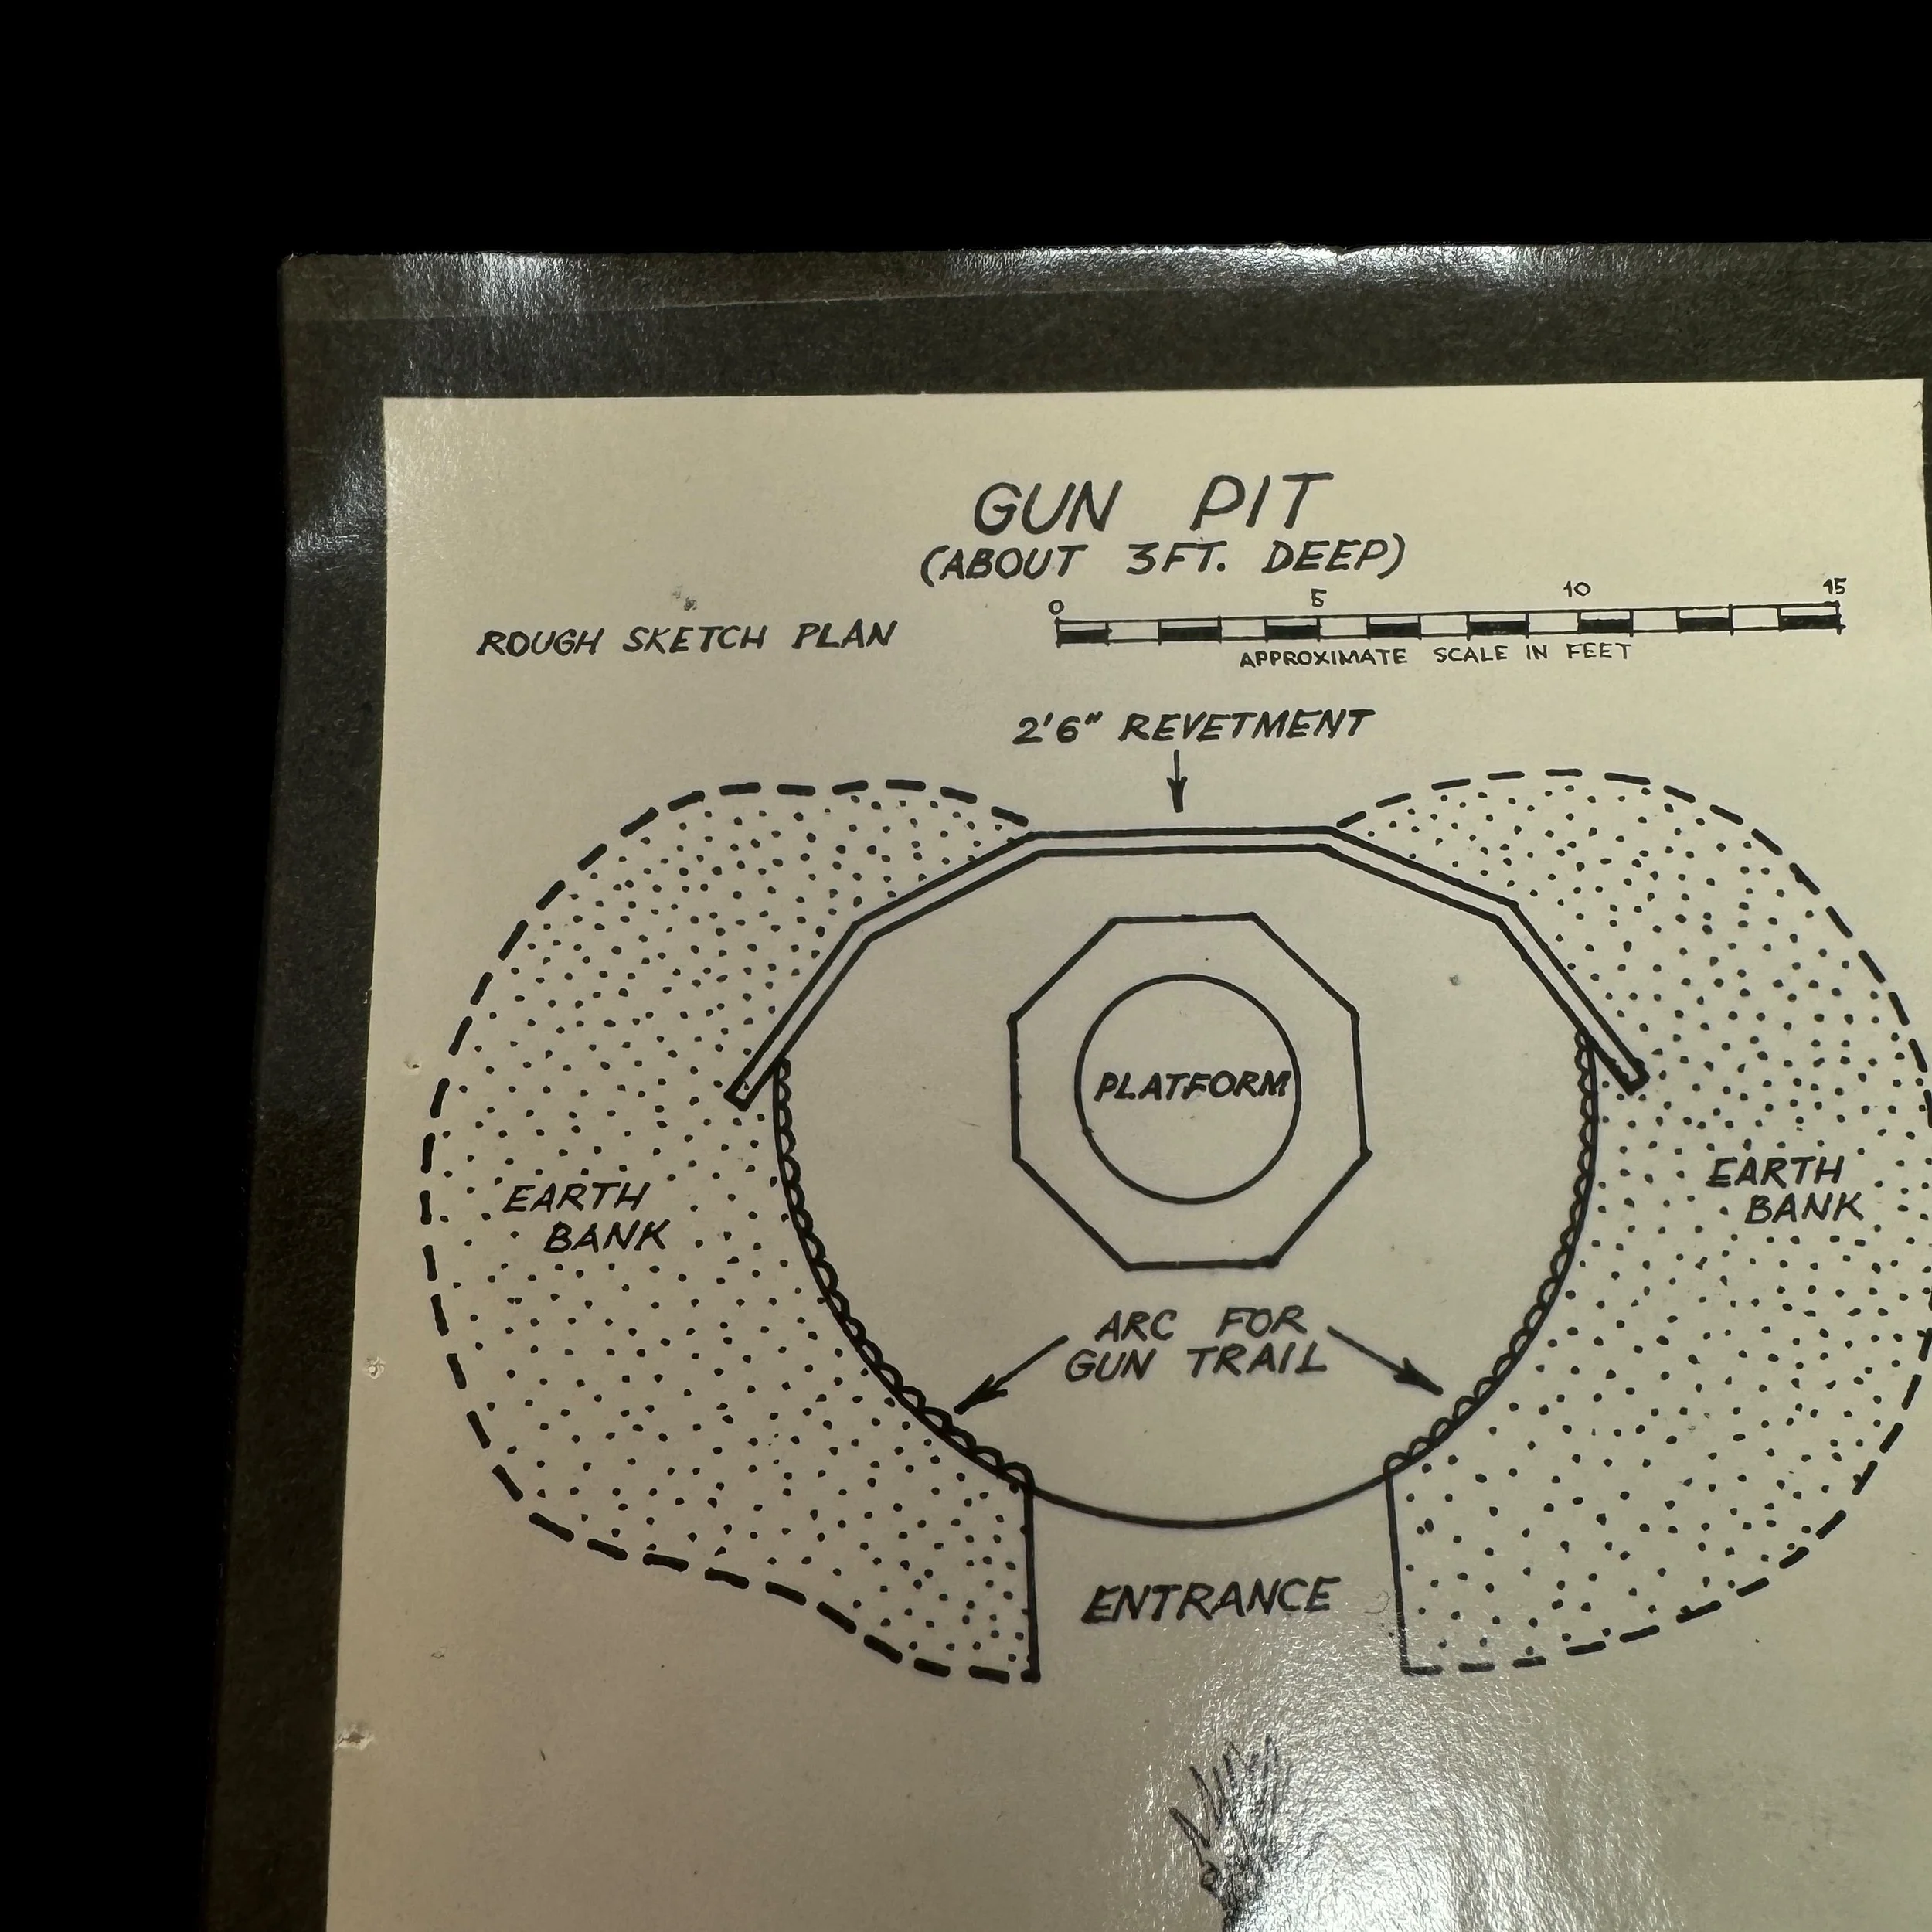 GUN PIT
(ABOUT 3FT. DEEP)
0 5 10 15
ROUGH SKETCH PLAN
APPROXIMATE SCALE IN FEET
2'6" REVETMENT
PLATFORM
EARTH
BANK
EARTH
BANK
ARC FOR
GUN TRAIL
ENTRANCE